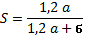 S = 1,2 a / 1,2 a + 6